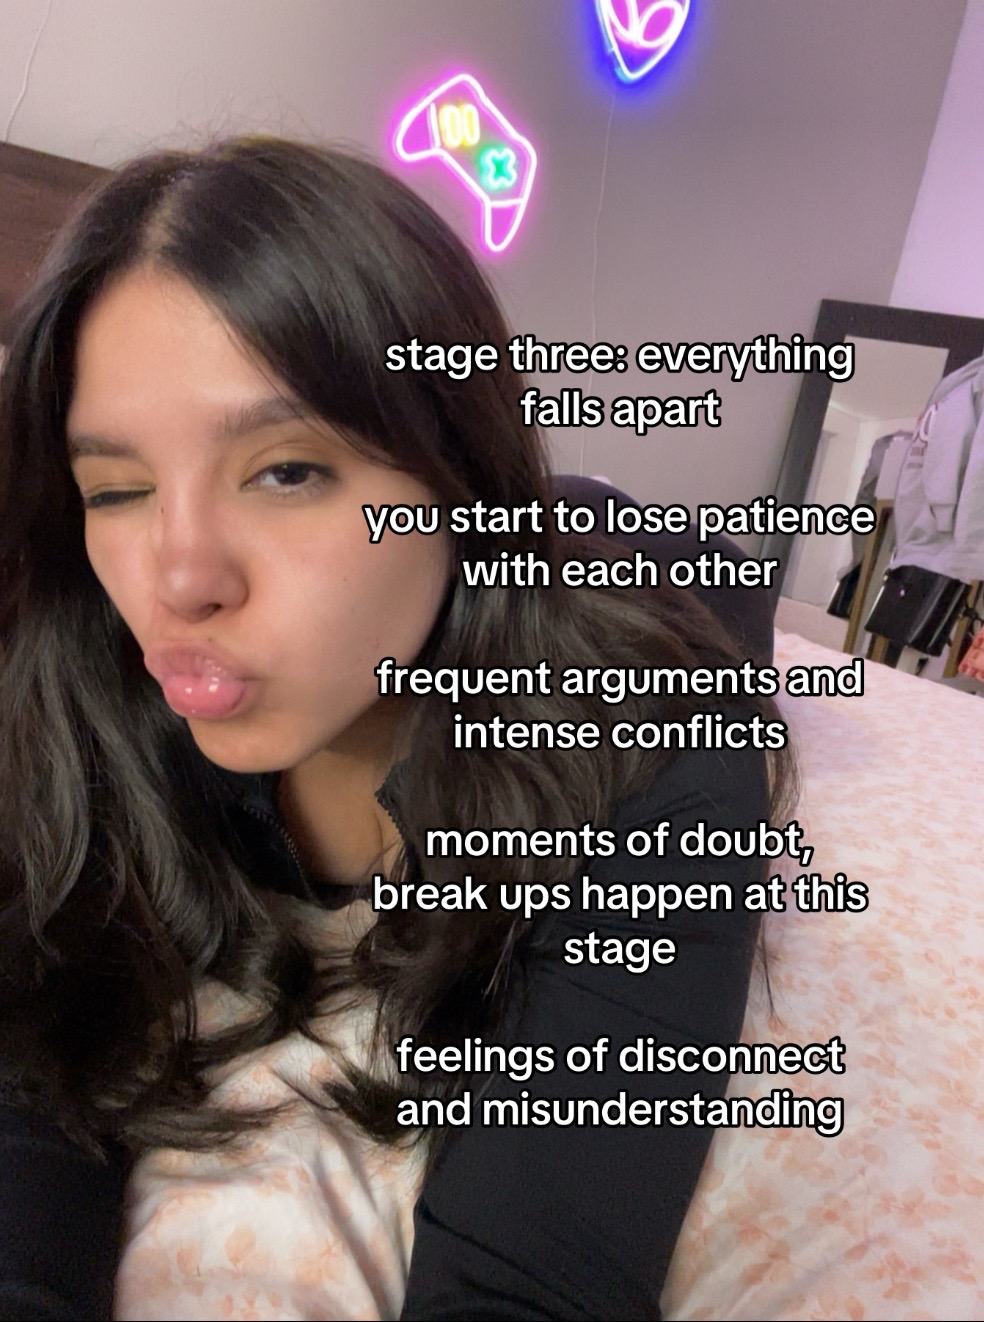 stage three: everything
falls apart
you start to lose patience
with each other
frequent arguments and
intense conflicts
moments of doubt,
break ups happen at this
stage
feelings of disconnect
and misunderstanding